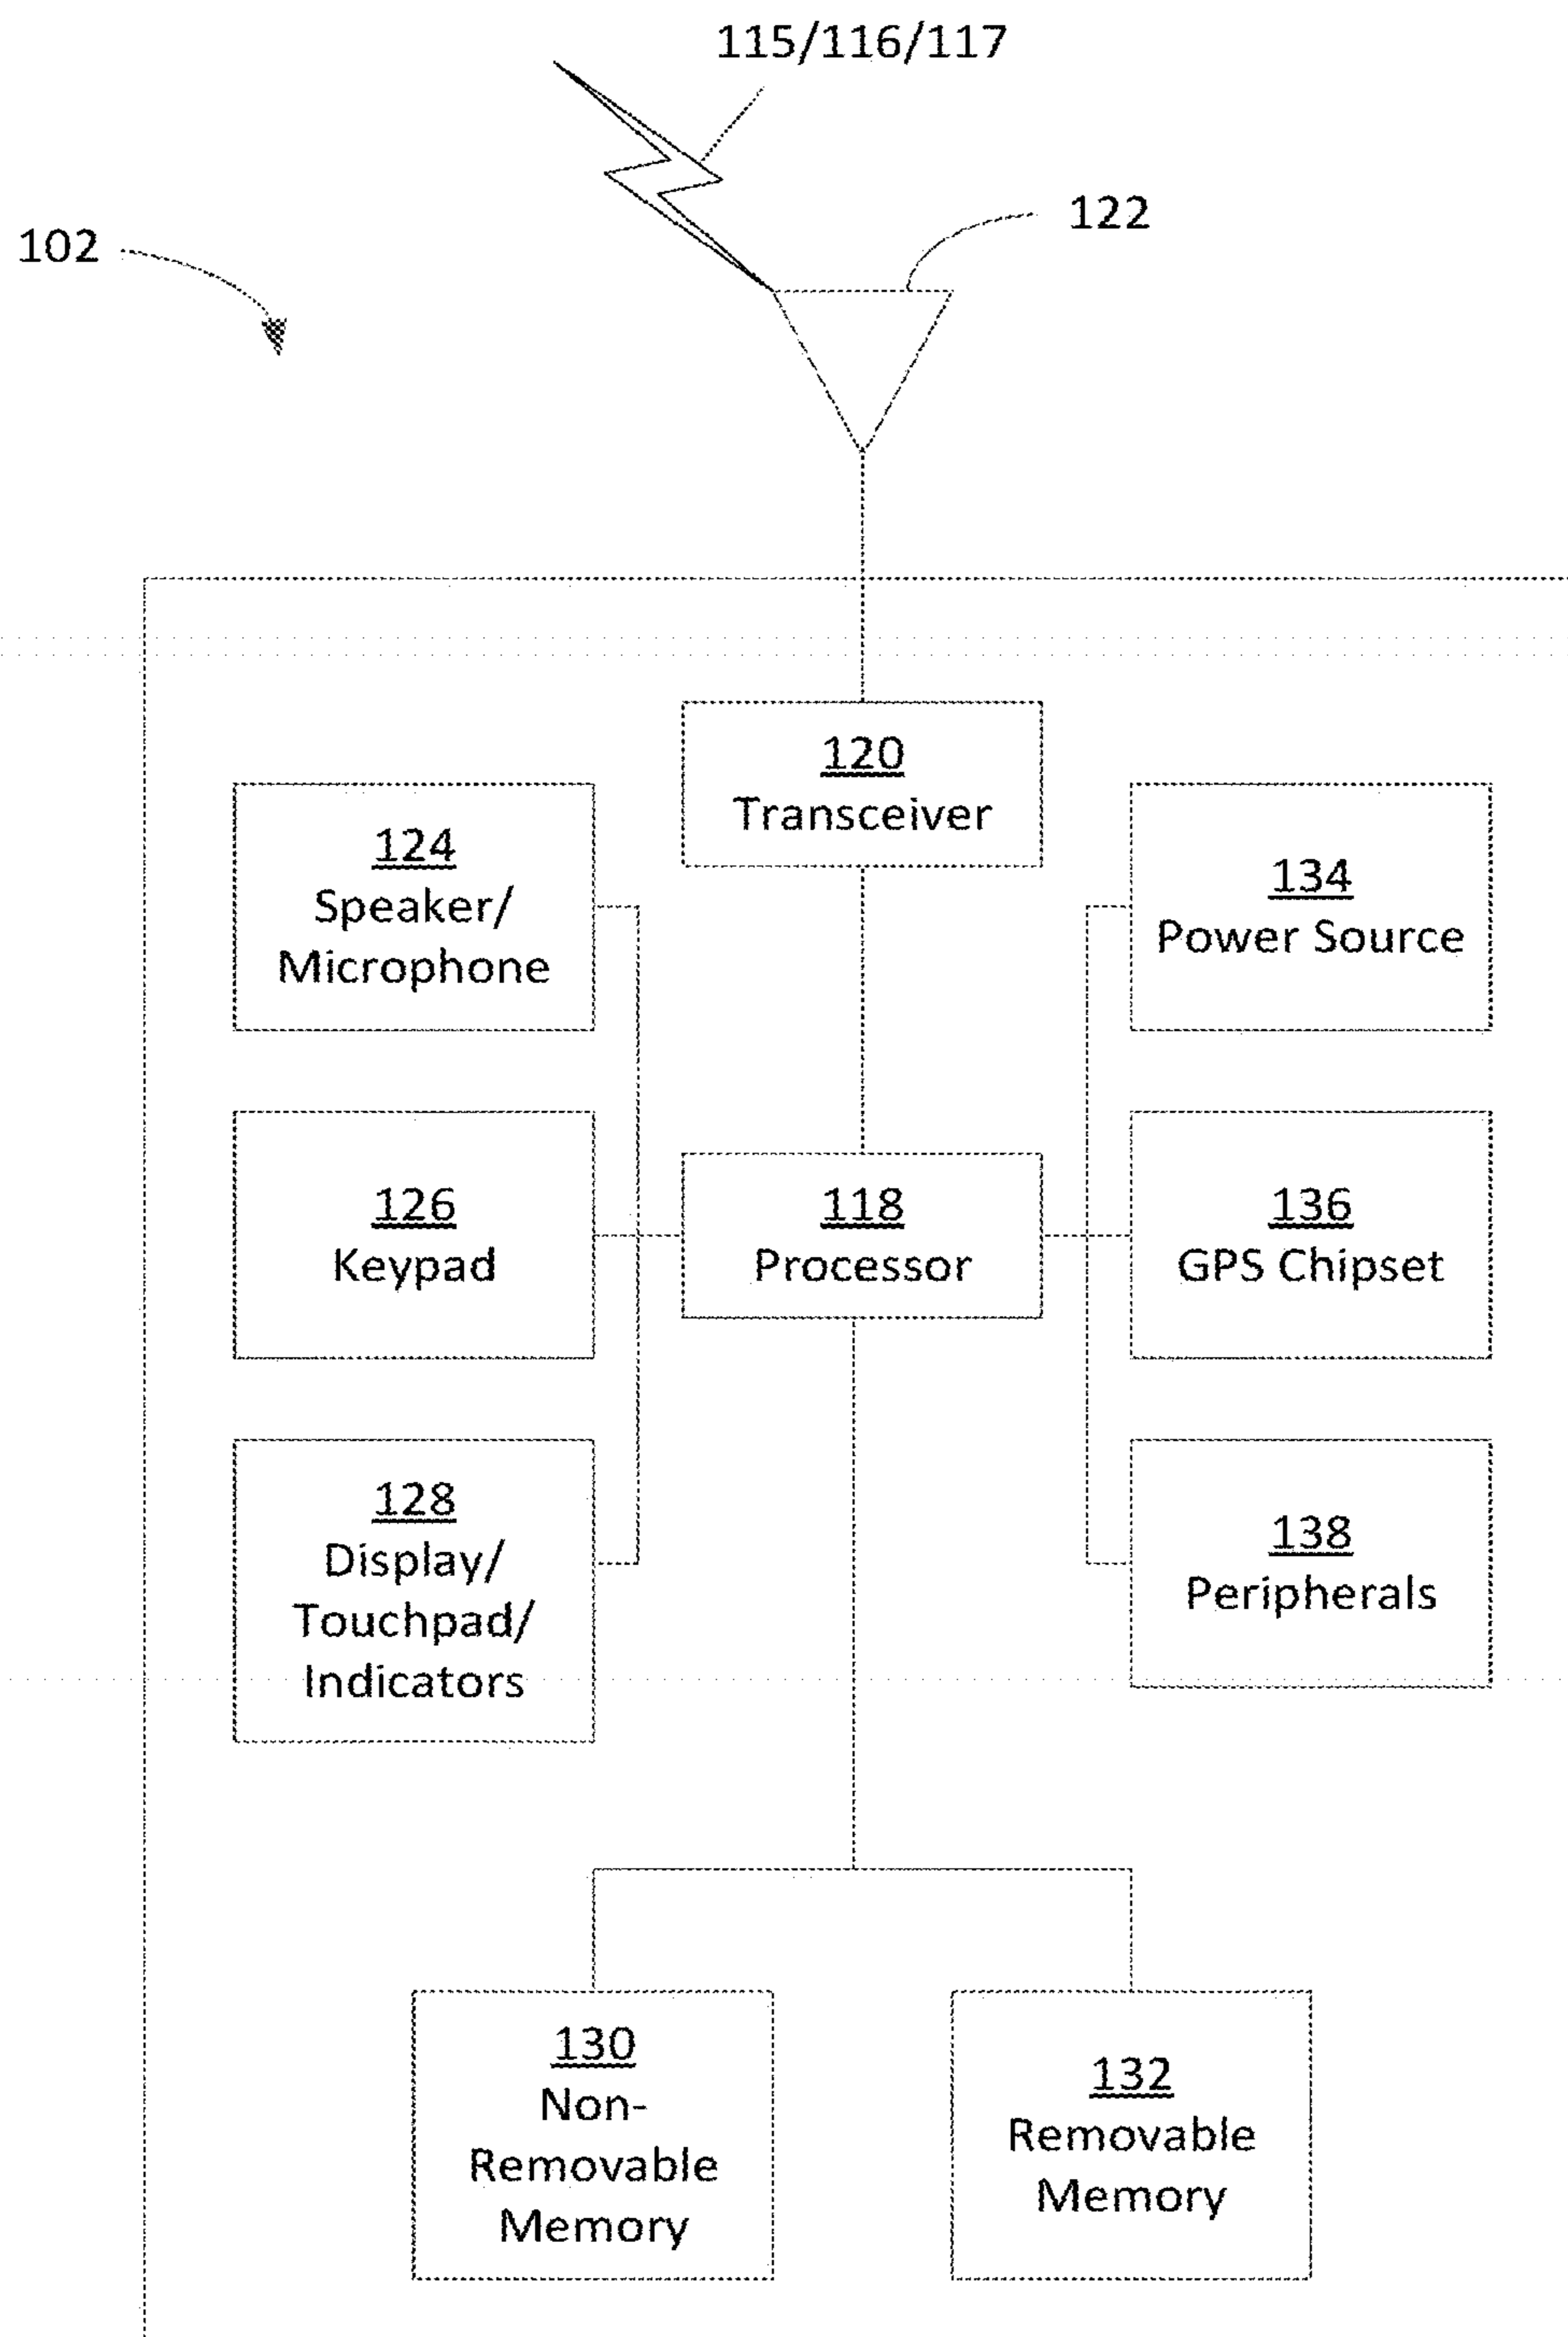 115/116/117
122
102
120
Transceiver
124
Speaker/
Microphone
134
Power Source
126
Keypad
118
Processor
136
GPS Chipset
128
Display/
Touchpad/
Indicators
138
Peripherals
130
Non-
Removable
Memory
132
Removable
Memory